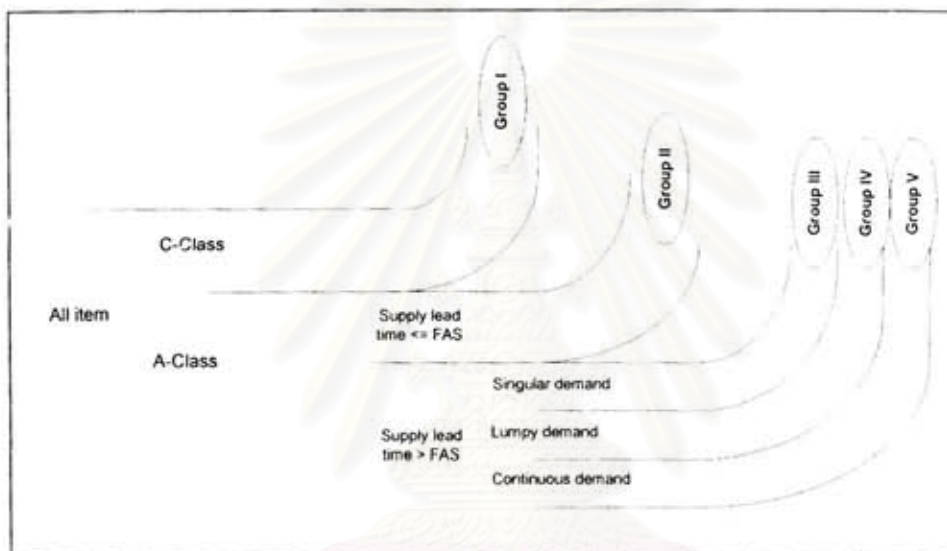 Group I
Group II
Group III
Group IV
Group V
C-Class
All item
Supply lead
time <= FAS
A-Class
Singular demand
Supply lead
time > FAS
Lumpy demand
Continuous demand